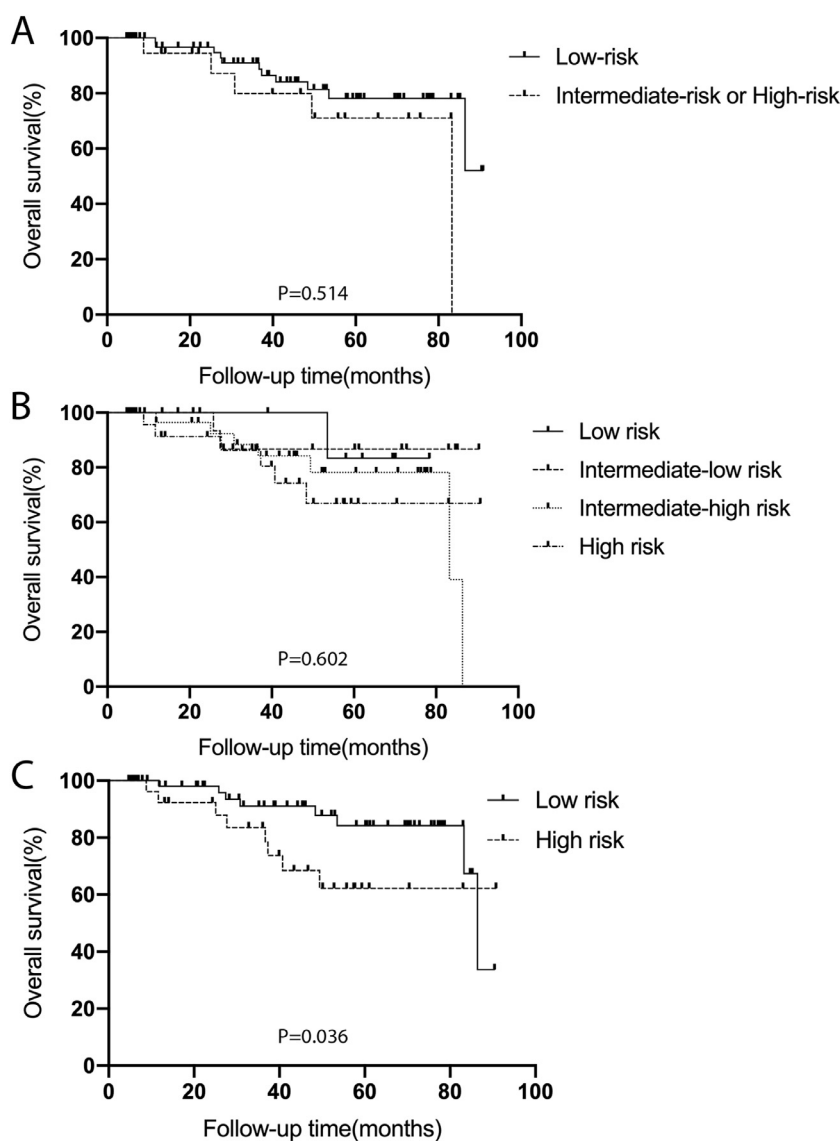 A
Overall survival(%)
100
80
60
40
20
0
P=0.514
0 20 40 60 80 100
Follow-up time(months)
Low-risk
Intermediate-risk or High-risk
B
Overall survival(%)
100
80
60
40
20
0
P=0.602
0 20 40 60 80 100
Follow-up time(months)
Low risk
Intermediate-low risk
Intermediate-high risk
High risk
C
Overall survival(%)
100
80
60
40
20
0
P=0.036
0 20 40 60 80 100
Follow-up time(months)
Low risk
High risk